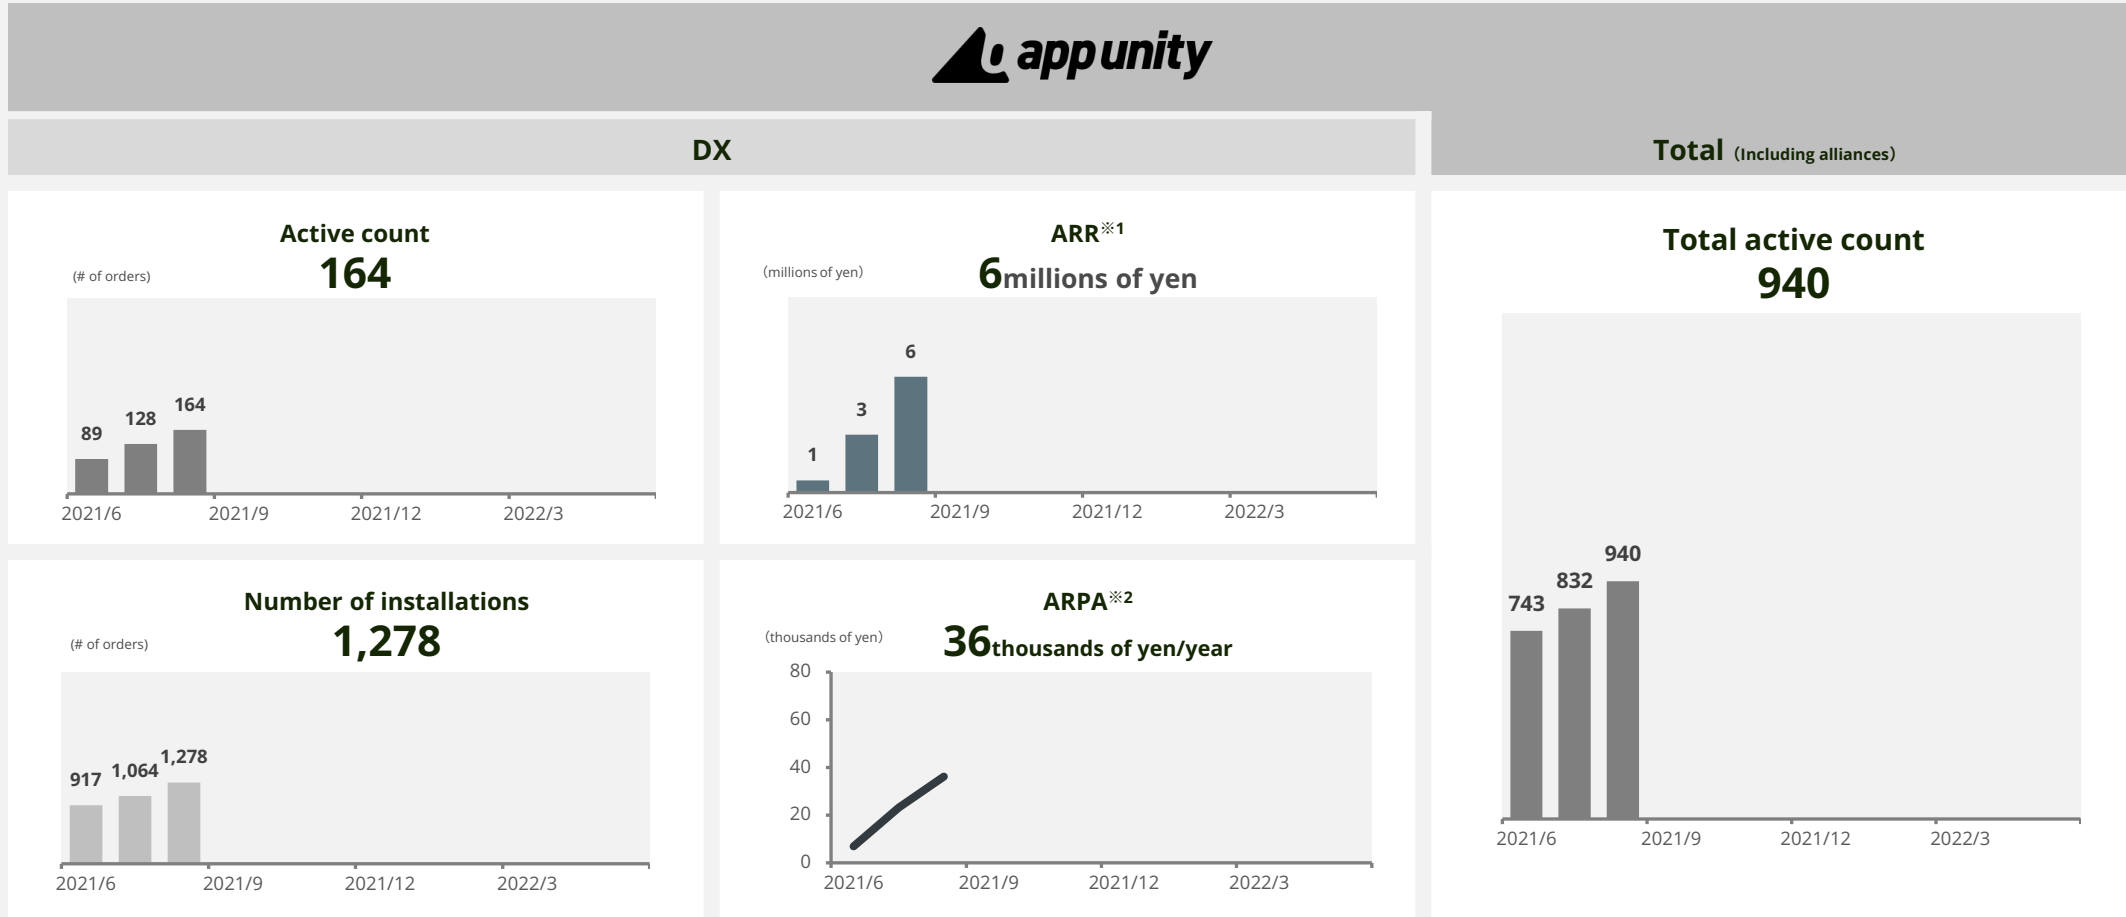 app unity
DX
Total (Including alliances)
Active count
164
(# of orders)
89
128
164
2021/6
2021/9
2021/12
2022/3
ARR※1
(millions of yen)
6millions of yen
1
3
6
2021/6
2021/9
2021/12
2022/3
Number of installations
(# of orders)
1,278
917
1,064
1,278
2021/6
2021/9
2021/12
2022/3
ARPA※2
(thousands of yen)
36thousands of yen/year
80
60
40
20
0
2021/6
2021/9
2021/12
2022/3
Total active count
940
743
832
940
2021/6
2021/9
2021/12
2022/3